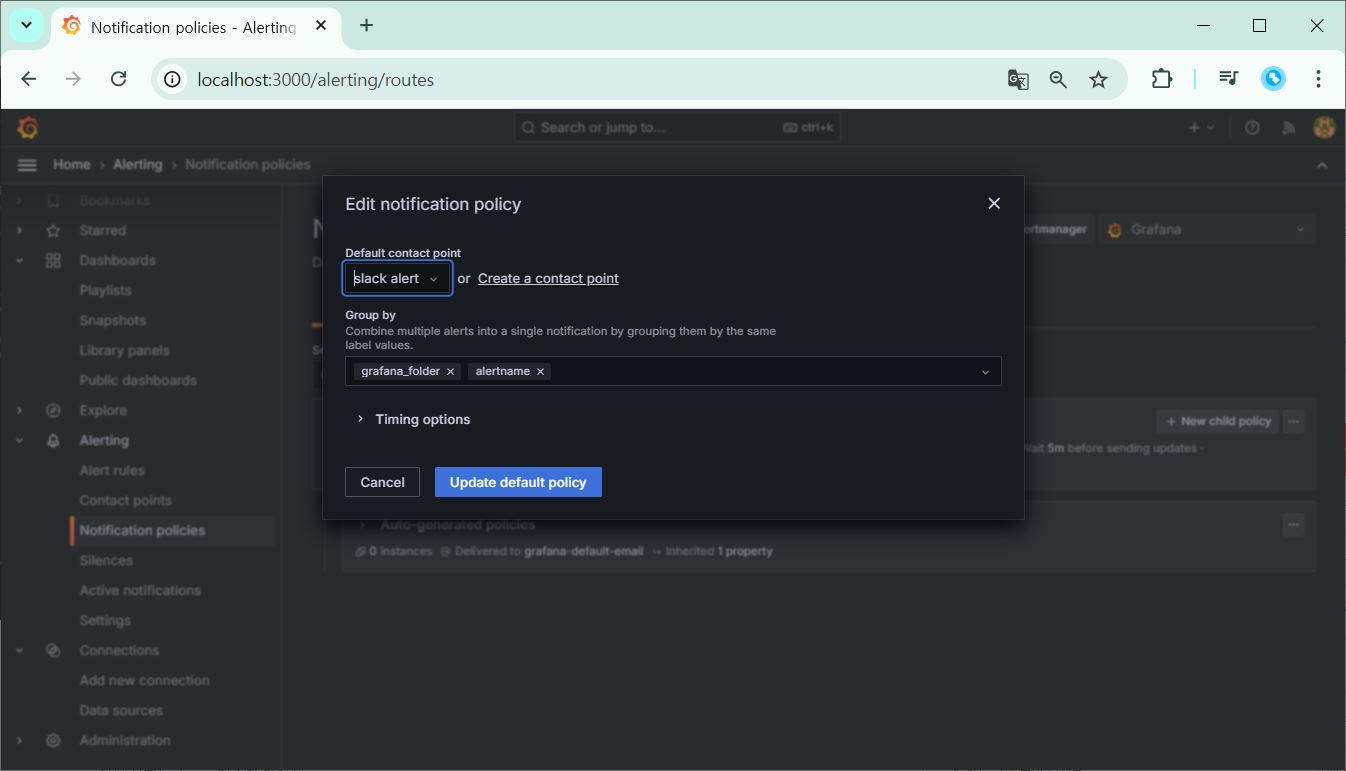 Notification policies - Alerting
localhost:3000/alerting/routes
Search or jump to...
ctrl+k
Home › Alerting › Notification policies
Bookmarks
Starred
Dashboards
Playlists
Snapshots
Library panels
Public dashboards
Explore
Alerting
Alert rules
Contact points
Notification policies
Silences
Active notifications
Settings
Connections
Add new connection
Data sources
Administration
ertmanager
Grafana
Edit notification policy
Default contact point
slack alert or Create a contact point
Group by
Combine multiple alerts into a single notification by grouping them by the same
label values.
grafana_folder
alertname
Timing options
Cancel
Update default policy
+ New child policy
Wait 5m before sending updates ·
Auto-generated policies
0 instances Delivered to grafana-default-email Inherited 1 property